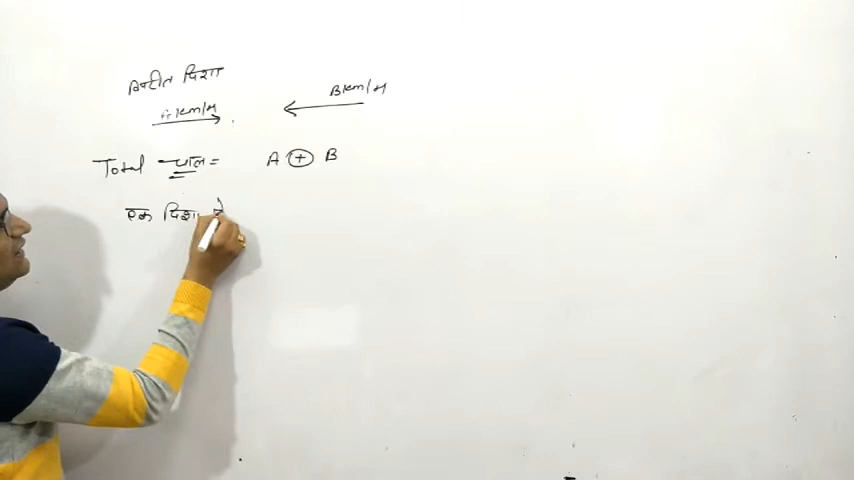 विपरीत दिशा
A km/h B km/h
Total चाल = A + B
एक दिशा में